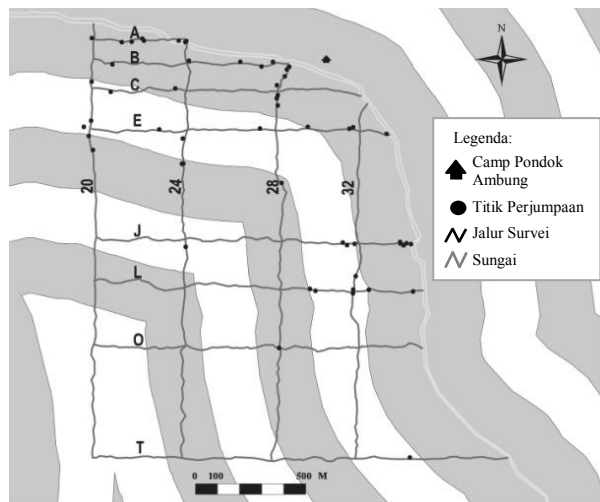 A
B
C
E
20
24
28
32
J
L
O
T
0 100 500 M
Legenda:
Camp Pondok
Ambung
Titik Perjumpaan
Jalur Survei
Sungai